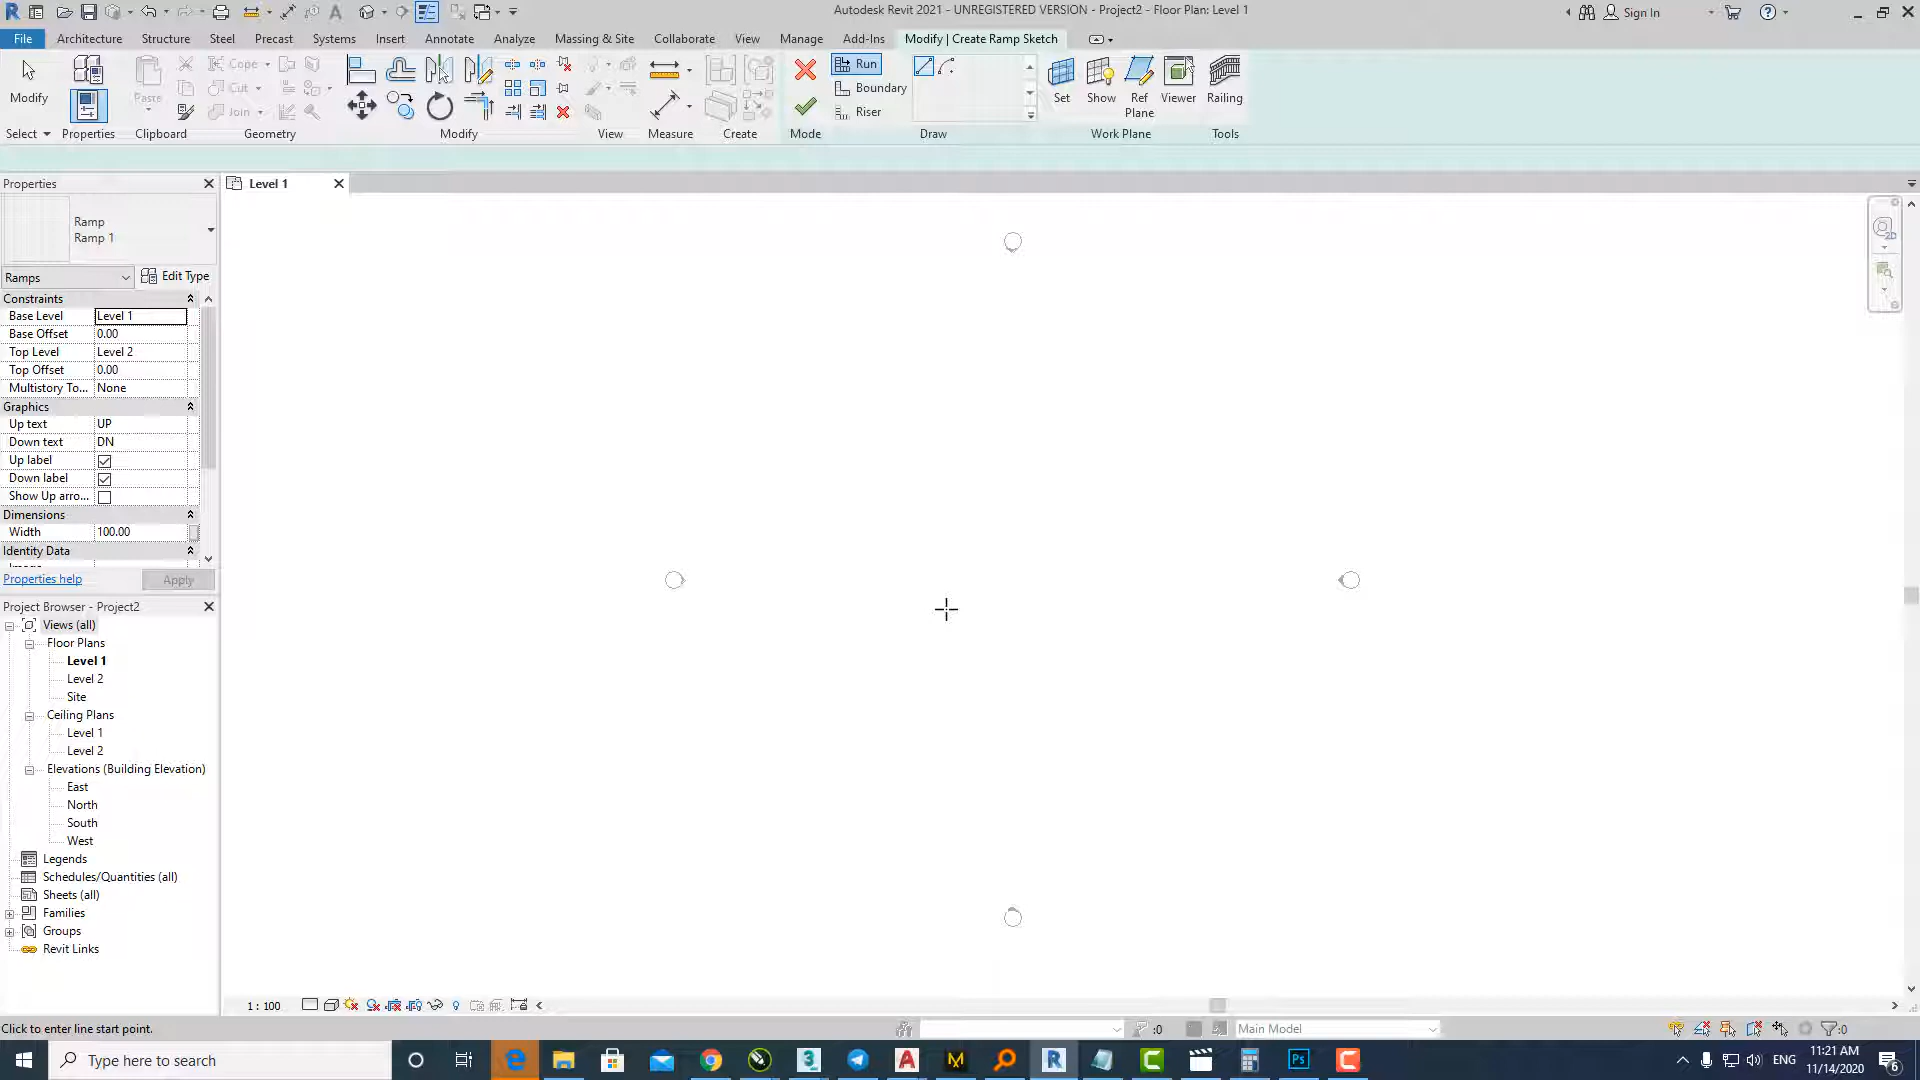 Autodesk Revit 2021 - UNREGISTERED VERSION - Project2 - Floor Plan: Level 1
Sign In
File Architecture Structure Steel Precast Systems Insert Annotate Analyze Massing & Site Collaborate View Manage Add-Ins Modify | Create Ramp Sketch
Modify
Paste
Cope
Cut
Join
Run
Boundary
Riser
Set Show Ref Plane Viewer Railing
Select Properties Clipboard Geometry Modify View Measure Create Mode Draw Work Plane Tools
Properties
Level 1
Ramp
Ramp 1
Ramps Edit Type
Constraints
Base Level Level 1
Base Offset 0.00
Top Level Level 2
Top Offset 0.00
Multistory To... None
Graphics
Up text UP
Down text DN
Up label
Down label
Show Up arro...
Dimensions
Width 100.00
Identity Data
Properties help Apply
Project Browser - Project2
Views (all)
Floor Plans
Level 1
Level 2
Site
Ceiling Plans
Level 1
Level 2
Elevations (Building Elevation)
East
North
South
West
Legends
Schedules/Quantities (all)
Sheets (all)
Families
Groups
Revit Links
1 : 100
Click to enter line start point.
:0
Main Model
:0
Type here to search
ENG
11:21 AM
11/14/2020
6